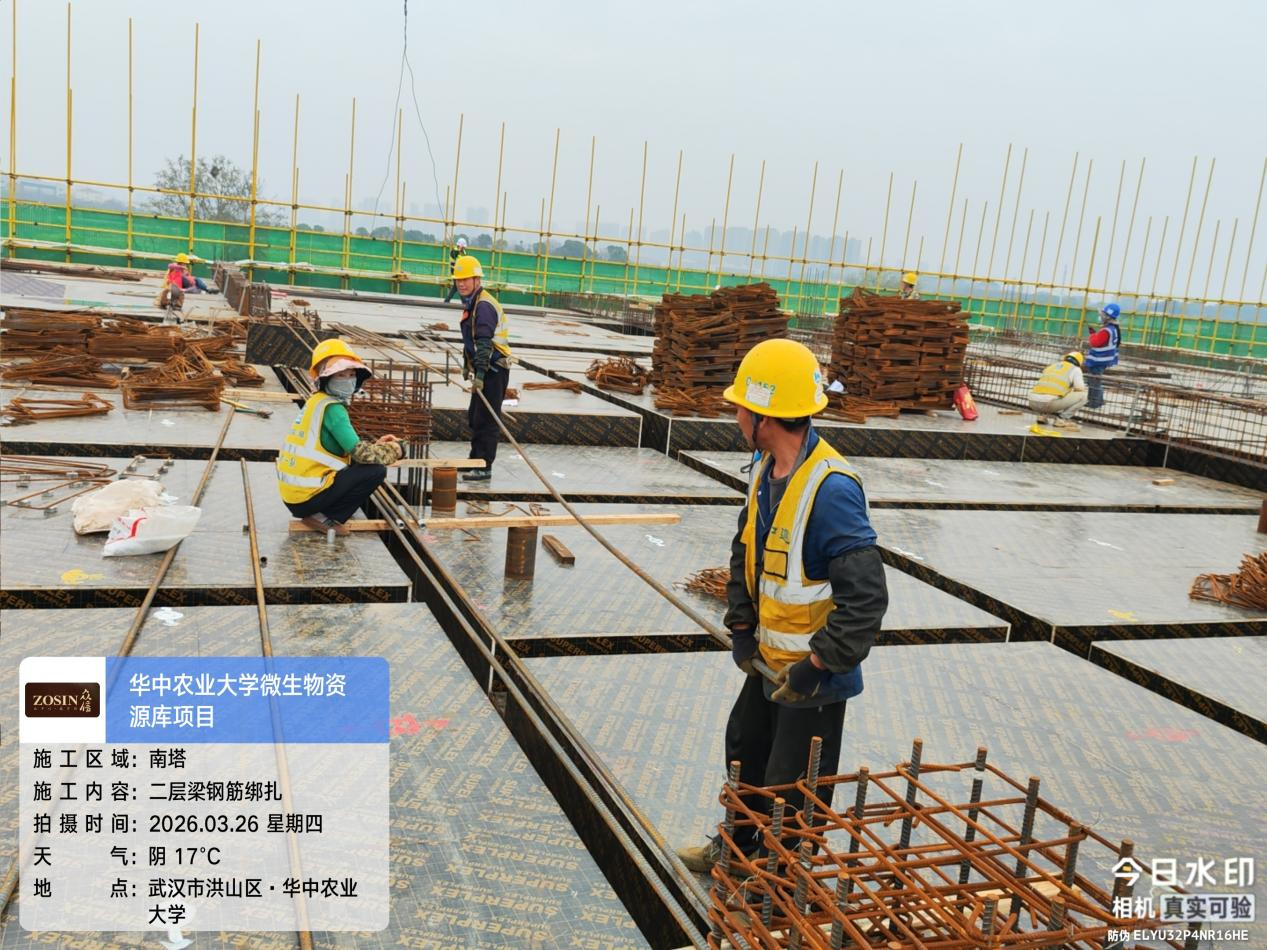 ZOSIN 众信
华中农业大学微生物资
源库项目
施工区域：南塔
施工内容：二层梁钢筋绑扎
拍摄时间：2026.03.26 星期四
天气：阴 17℃
地点：武汉市洪山区·华中农业
大学
今日水印
相机 真实可验
防伪 ELYU32P4NR16HE